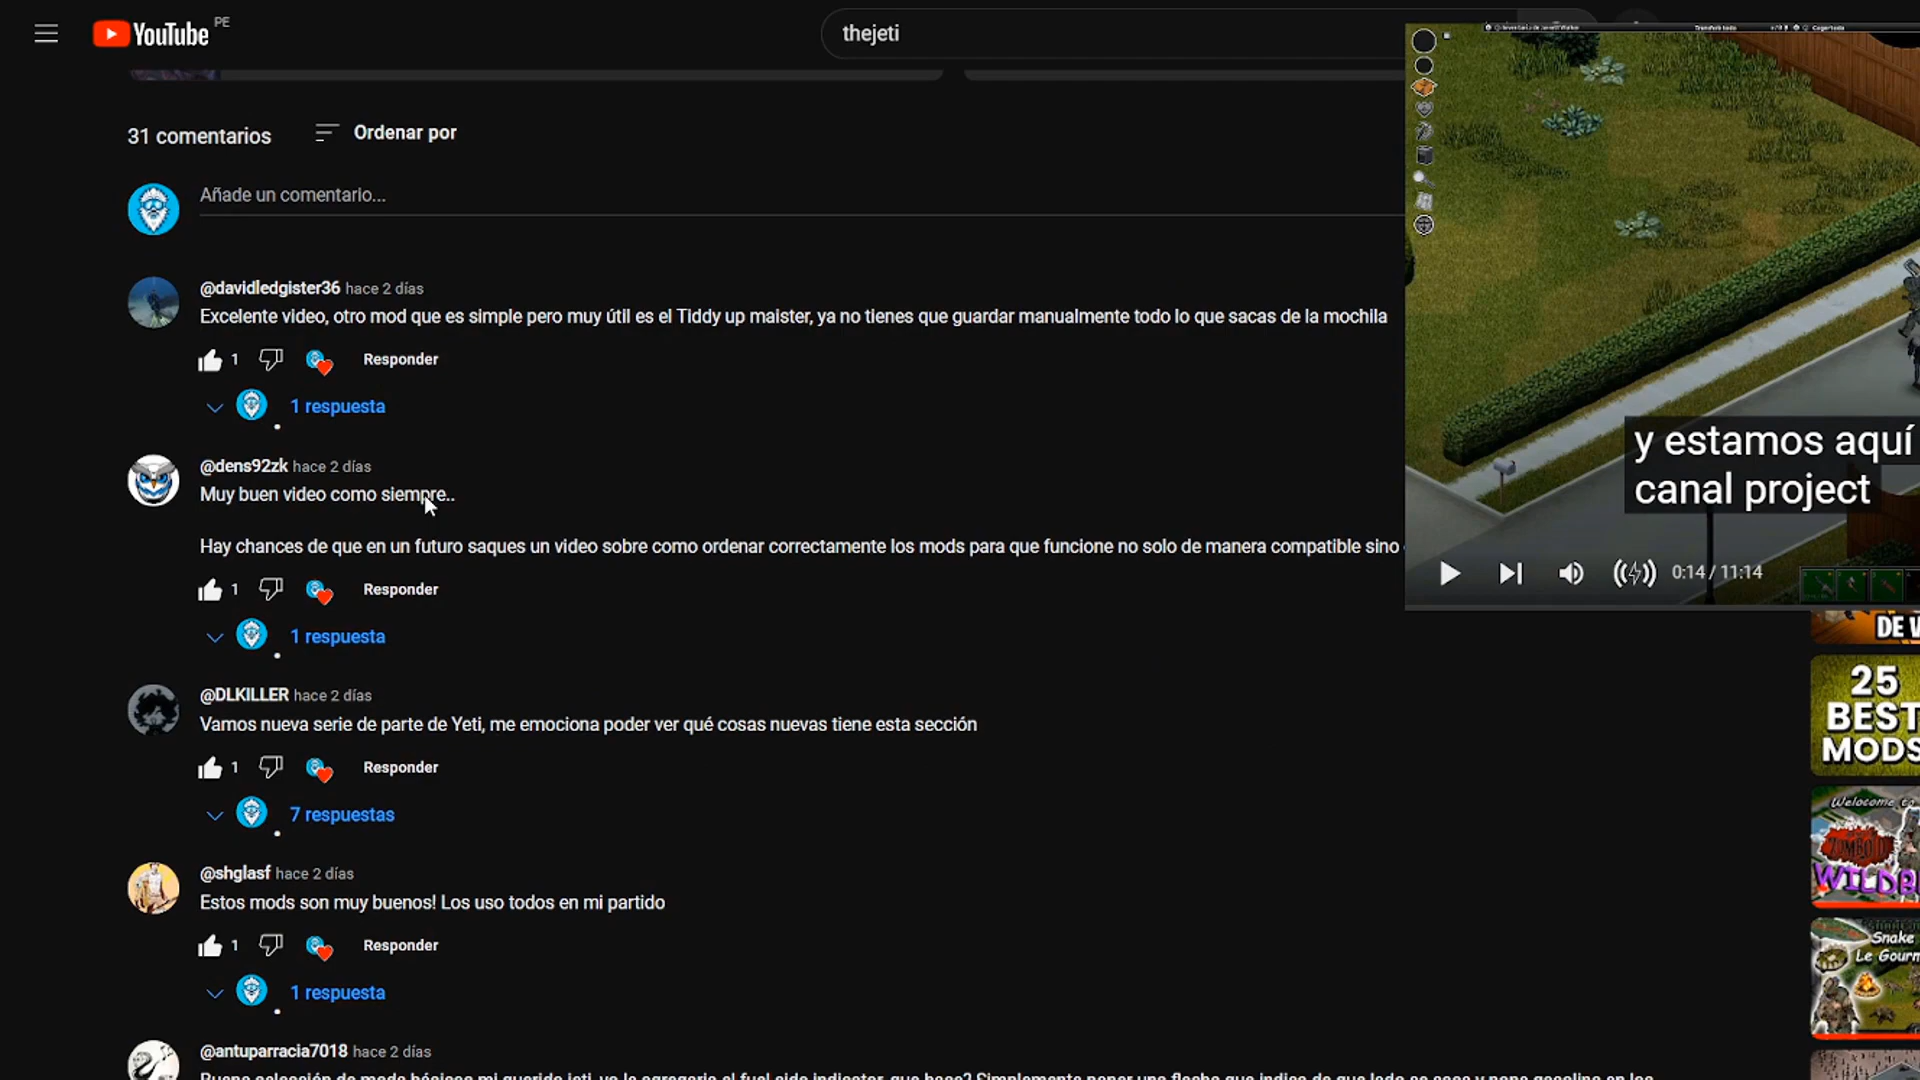 YouTube PE
thejeti
31 comentarios
Ordenar por
Añade un comentario...
@davidledgister36 hace 2 días
Excelente video, otro mod que es simple pero muy útil es el Tiddy up maister, ya no tienes que guardar manualmente todo lo que sacas de la mochila
1 Responder
1 respuesta
@dens92zk hace 2 días
Muy buen video como siempre..
Hay chances de que en un futuro saques un video sobre como ordenar correctamente los mods para que funcione no solo de manera compatible sino
1 Responder
1 respuesta
@DLKILLER hace 2 días
Vamos nueva serie de parte de Yeti, me emociona poder ver qué cosas nuevas tiene esta sección
1 Responder
7 respuestas
@shglasf hace 2 días
Estos mods son muy buenos! Los uso todos en mi partido
1 Responder
1 respuesta
@antuparracia7018 hace 2 días
y estamos aquí
canal project
0:14 / 11:14
DE
25
BEST
MODS
Welcome to
WILDB
Snake
Le Gourm